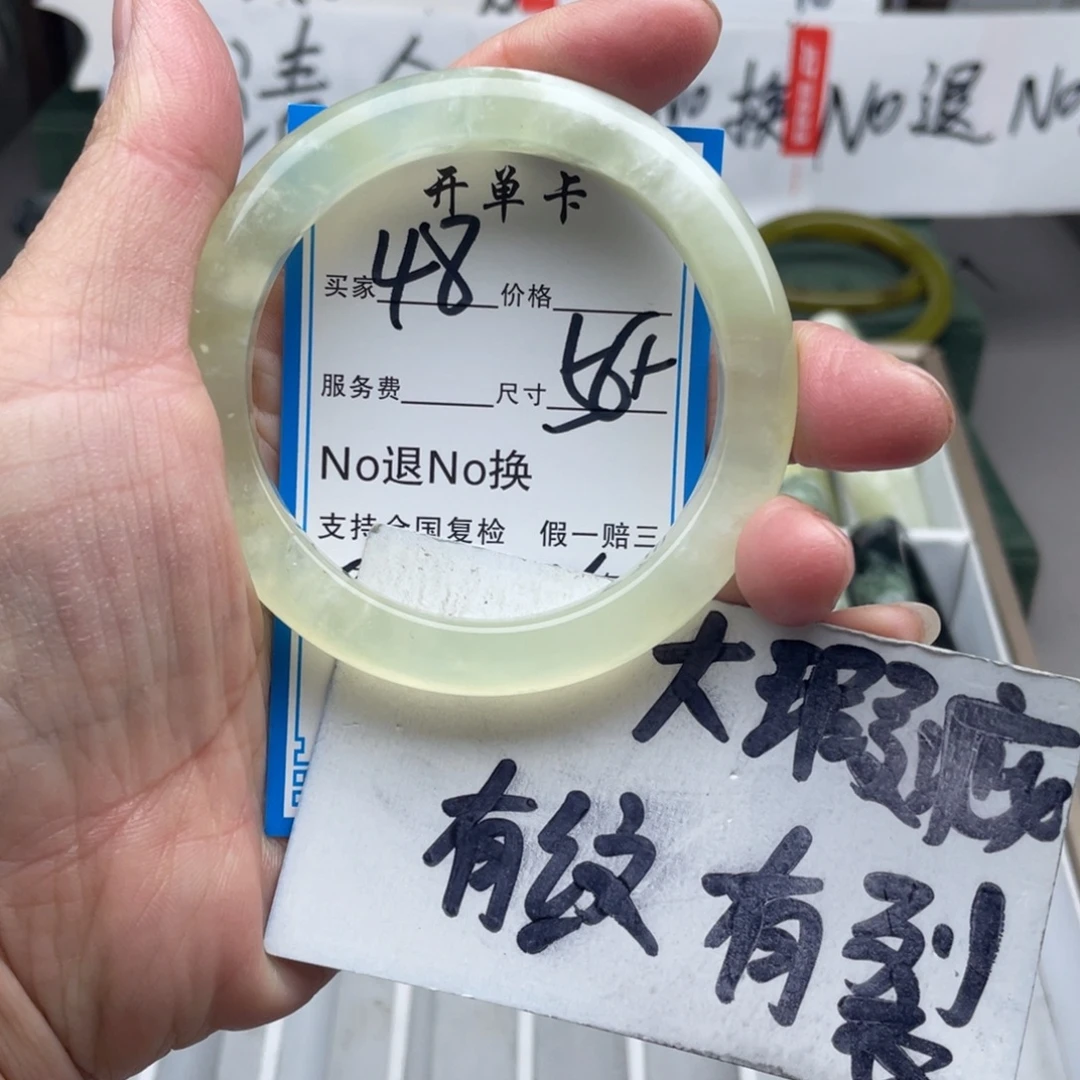 换 No退 No
开单卡
买家 48 价格
服务费 尺寸 56+
No退No换
支持全国复检 假一赔三
大瑕疵
有纹 有裂